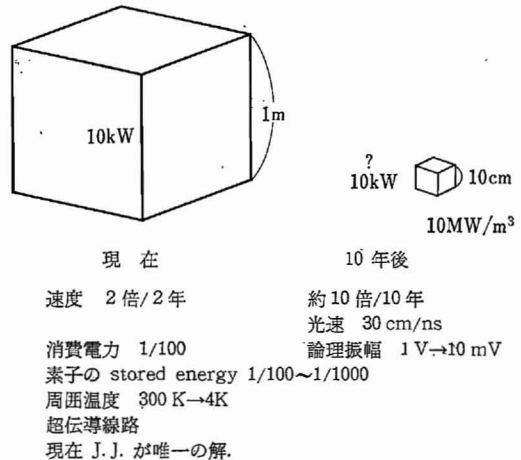 10kW
1m
?
10kW
10cm
10MW/m³
現 在
10 年後
速度 2倍/2年
約10倍/10年
光速 30 cm/ns
消費電力 1/100
論理振幅 1V→10 mV
素子の stored energy 1/100～1/1000
周囲温度 300 K→4K
超伝導線路
現在 J.J. が唯一の解.